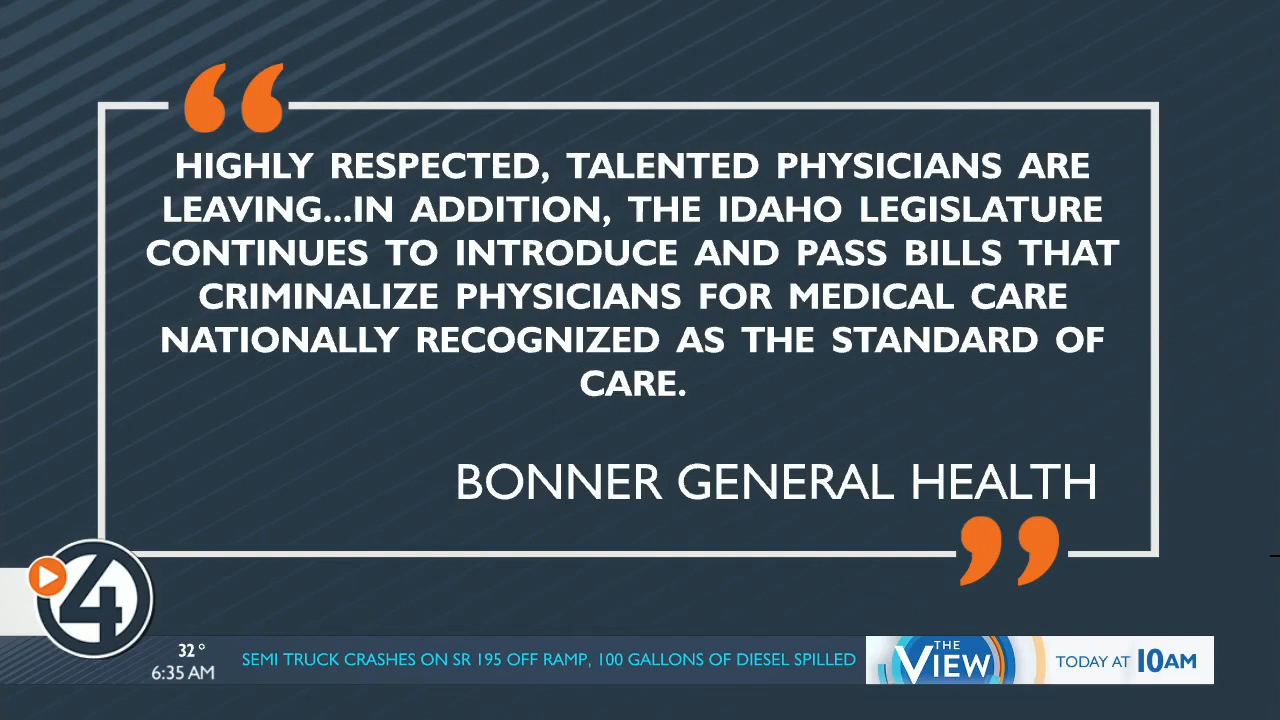 HIGHLY RESPECTED, TALENTED PHYSICIANS ARE
LEAVING...IN ADDITION, THE IDAHO LEGISLATURE
CONTINUES TO INTRODUCE AND PASS BILLS THAT
CRIMINALIZE PHYSICIANS FOR MEDICAL CARE
NATIONALLY RECOGNIZED AS THE STANDARD OF
CARE.
BONNER GENERAL HEALTH
4
32°
6:35 AM
SEMI TRUCK CRASHES ON SR 195 OFF RAMP, 100 GALLONS OF DIESEL SPILLED
THE
VIEW
TODAY AT 10AM